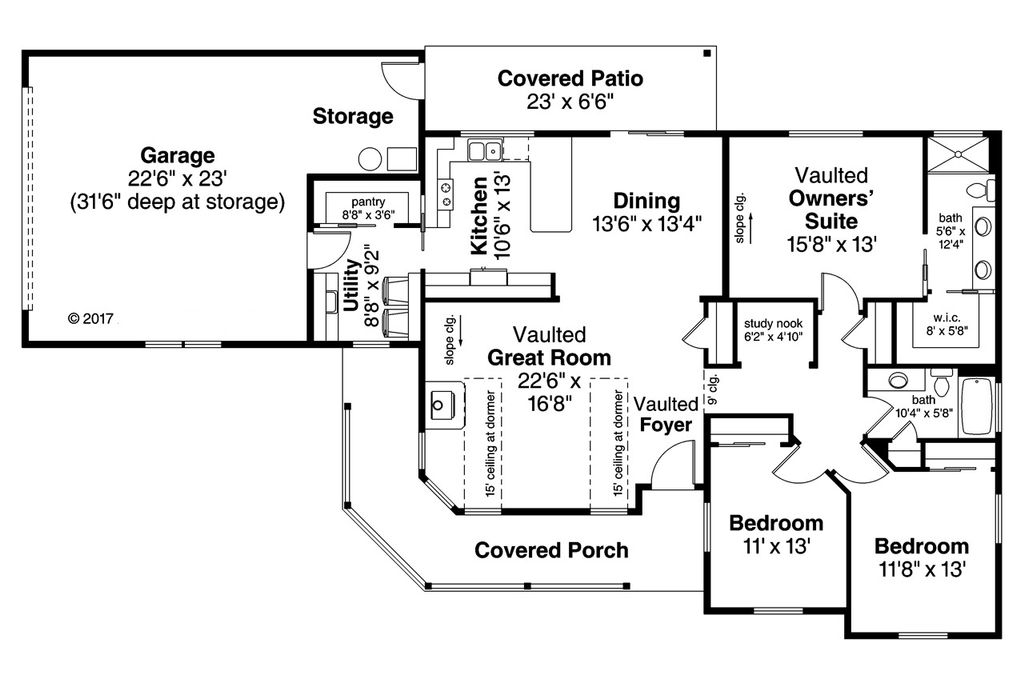 Covered Patio
23' x 6'6"
Storage
Garage
22'6" x 23'
(31'6" deep at storage)
pantry
8'8" x 3'6"
Kitchen
10'6" x 13'
Dining
13'6" x 13'4"
slope clg.
Vaulted
Owners'
Suite
15'8" x 13'
bath
5'6" x
12'4"
Utility
8'8" x 9'2"
© 2017
slope clg.
Vaulted
Great Room
22'6" x
16'8"
study nook
6'2" x 4'10"
w.i.c.
8' x 5'8"
9' clg.
Vaulted
Foyer
bath
10'4" x 5'8"
15' ceiling at dormer
15' ceiling at dormer
Covered Porch
Bedroom
11' x 13'
Bedroom
11'8" x 13'